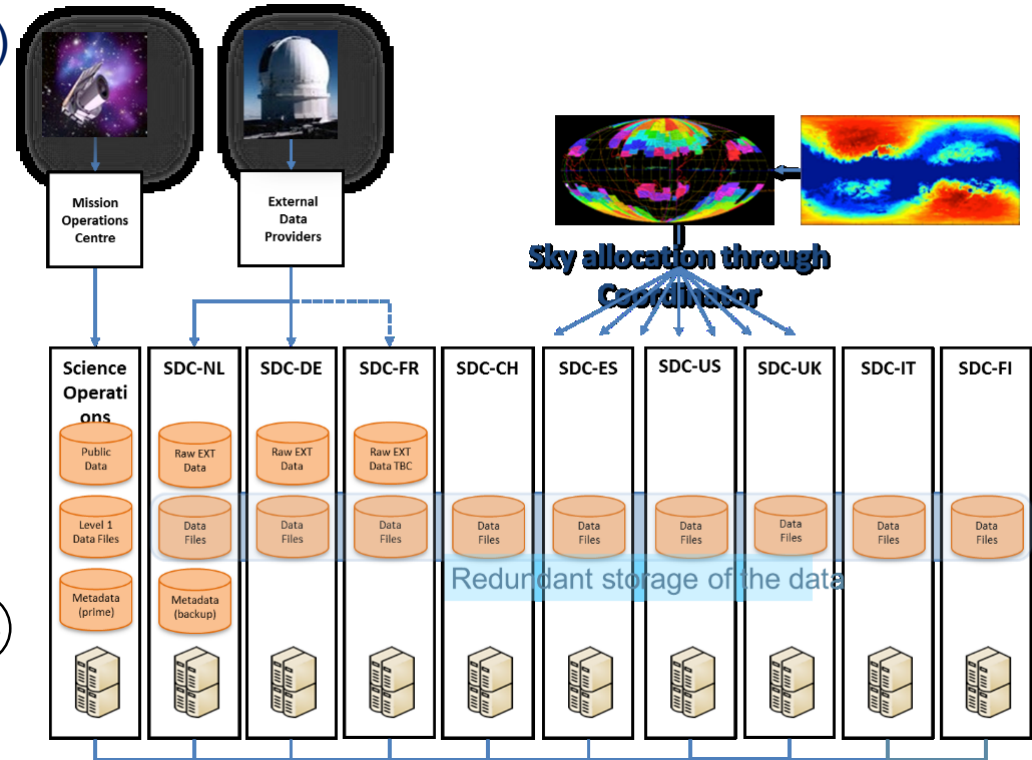 Mission
Operations
Centre
External
Data
Providers
Sky allocation through
Coordinator
Science
Operati
ons
SDC-NL
SDC-DE
SDC-FR
SDC-CH
SDC-ES
SDC-US
SDC-UK
SDC-IT
SDC-FI
Public
Data
Raw EXT
Data
Raw EXT
Data
Raw EXT
Data TBC
Level 1
Data Files
Data
Files
Data
Files
Data
Files
Data
Files
Data
Files
Data
Files
Data
Files
Data
Files
Data
Files
Redundant storage of the data
Metadata
(prime)
Metadata
(backup)